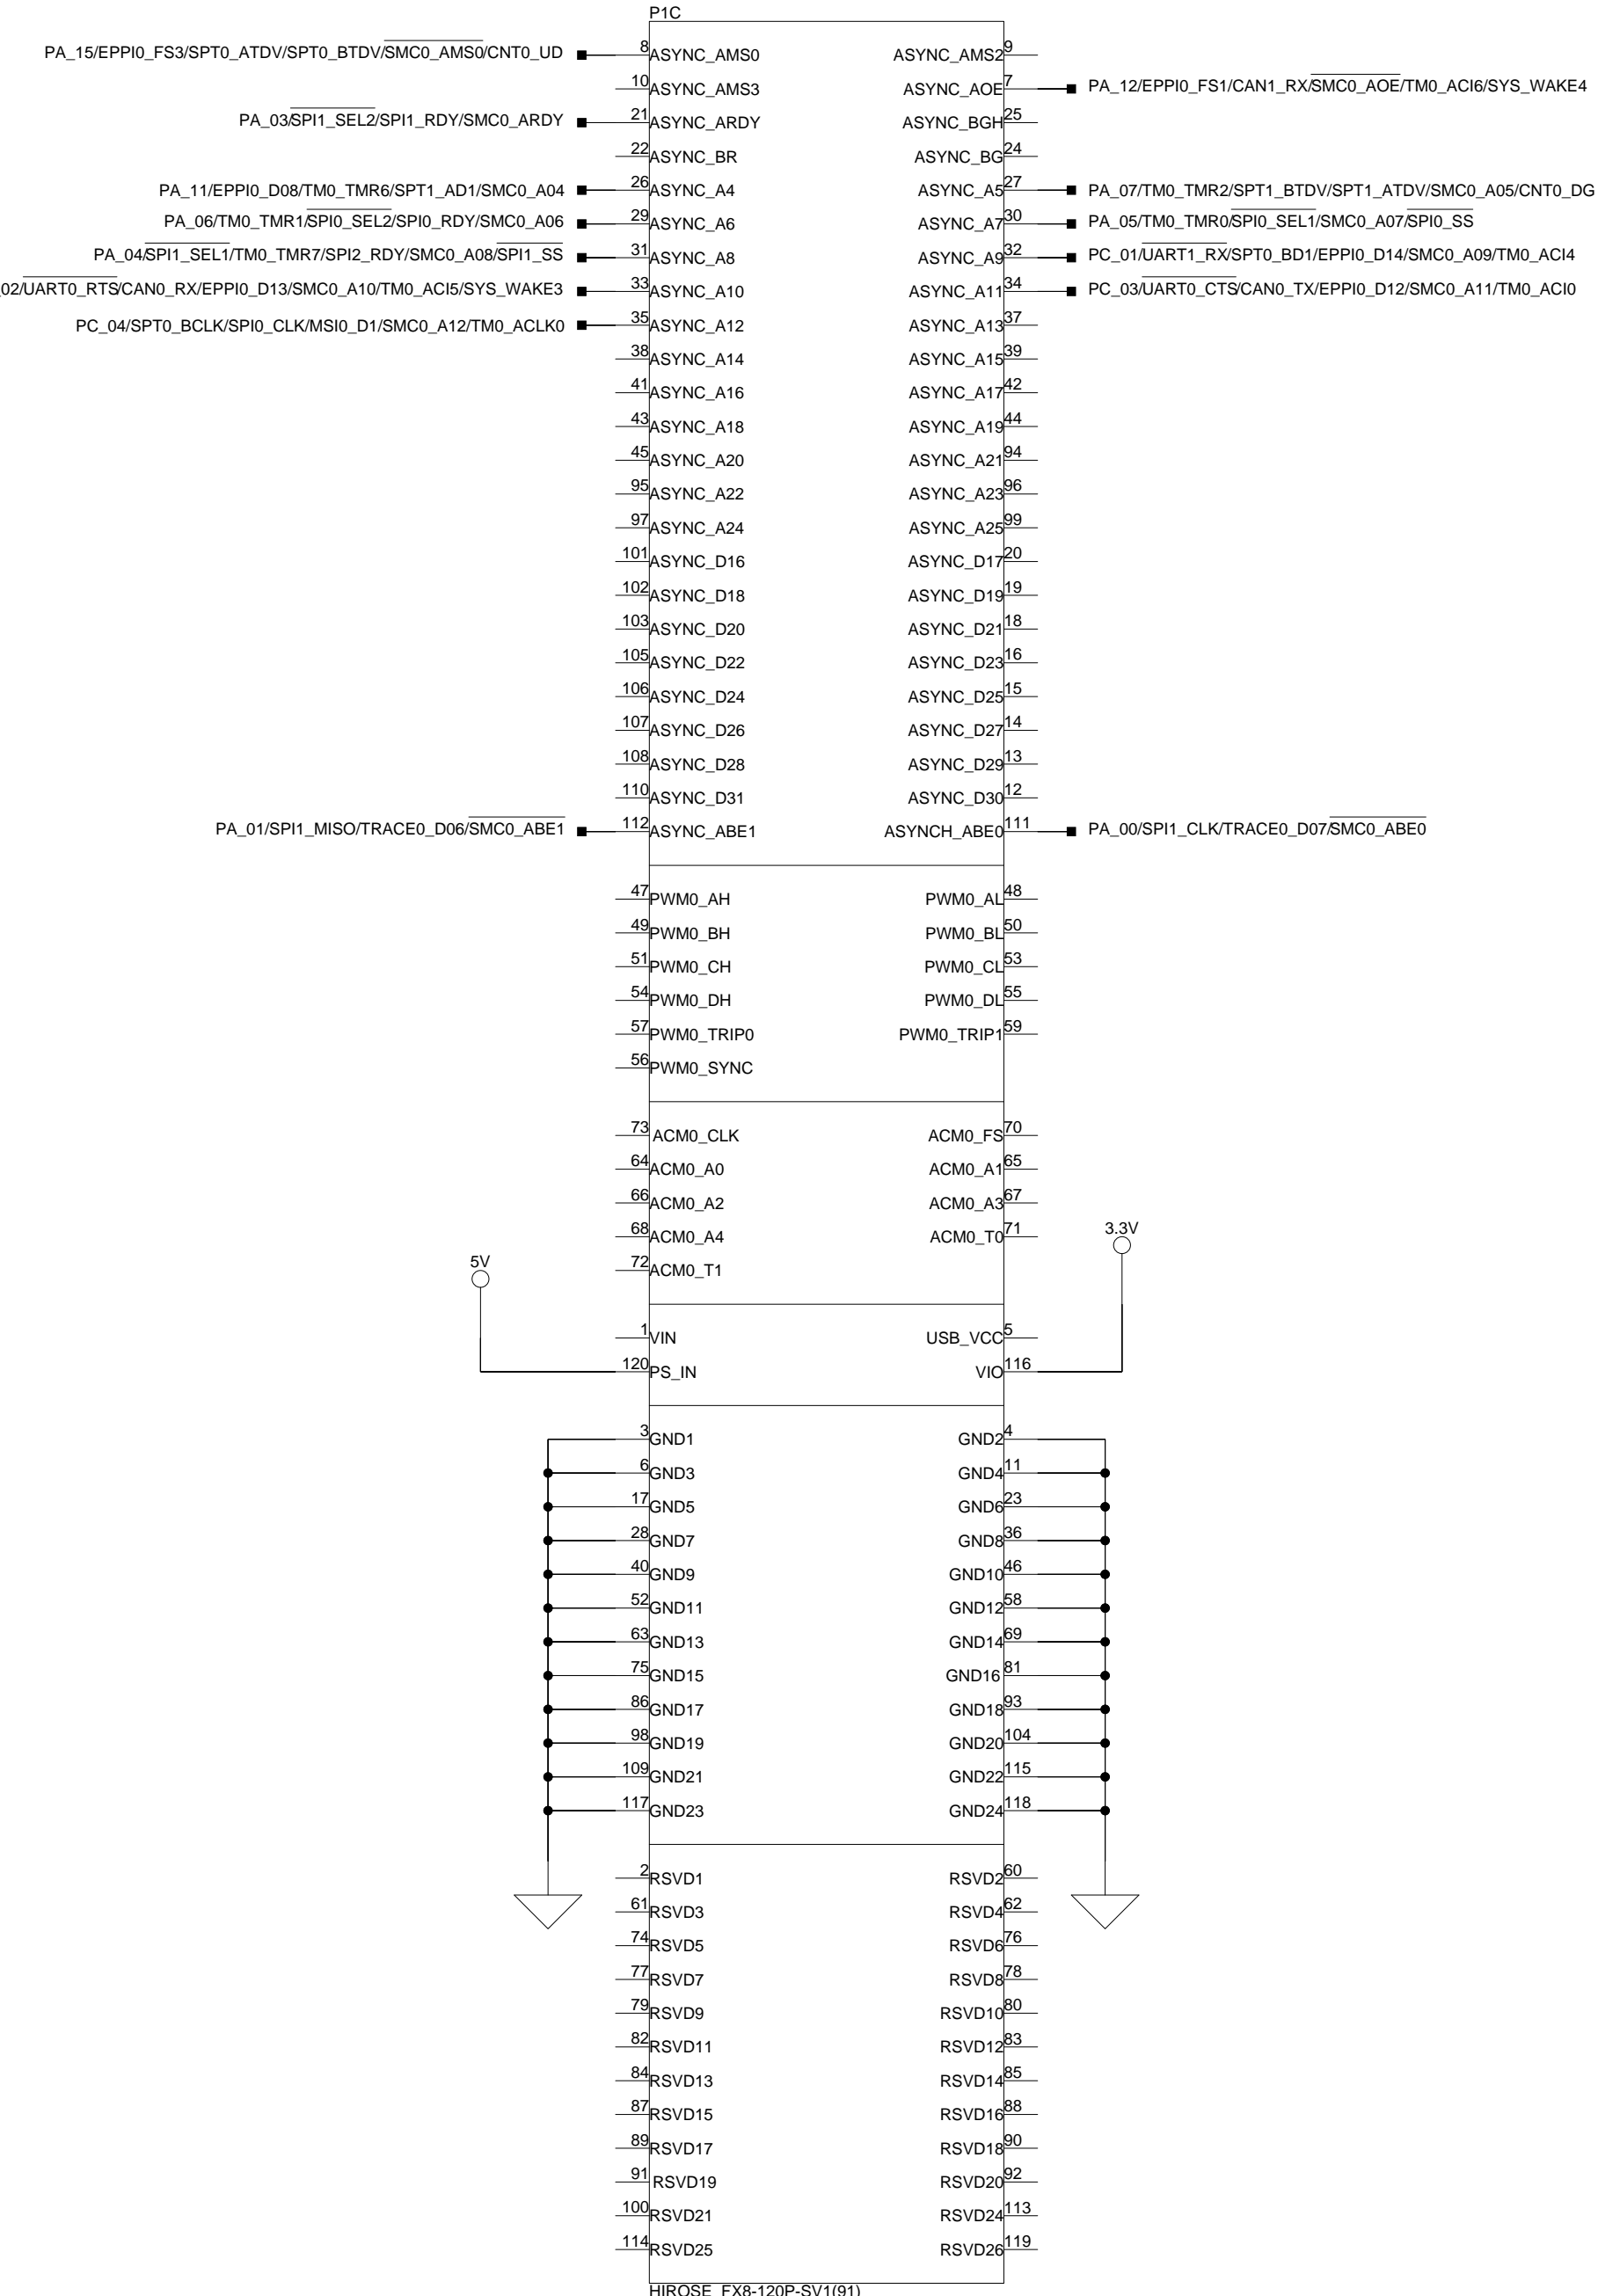 P1C
PA_15/EPPI0_FS3/SPT0_ATDV/SPT0_BTDV/SMC0_AMS0/CNT0_UD 8 ASYNC_AMS0 ASYNC_AMS2 9
10 ASYNC_AMS3 ASYNC_AOE 7 PA_12/EPPI0_FS1/CAN1_RX/SMC0_AOE/TM0_ACI6/SYS_WAKE4
PA_03/SPI1_SEL2/SPI1_RDY/SMC0_ARDY 21 ASYNC_ARDY ASYNC_BGH 25
22 ASYNC_BR ASYNC_BG 24
PA_11/EPPI0_D08/TM0_TMR6/SPT1_AD1/SMC0_A04 26 ASYNC_A4 ASYNC_A5 27 PA_07/TM0_TMR2/SPT1_BTDV/SPT1_ATDV/SMC0_A05/CNT0_DG
PA_06/TM0_TMR1/SPI0_SEL2/SPI0_RDY/SMC0_A06 29 ASYNC_A6 ASYNC_A7 30 PA_05/TM0_TMR0/SPI0_SEL1/SMC0_A07/SPI0_SS
PA_04/SPI1_SEL1/TM0_TMR7/SPI2_RDY/SMC0_A08/SPI1_SS 31 ASYNC_A8 ASYNC_A9 32 PC_01/UART1_RX/SPT0_BD1/EPPI0_D14/SMC0_A09/TM0_ACI4
02/UART0_RTS/CAN0_RX/EPPI0_D13/SMC0_A10/TM0_ACI5/SYS_WAKE3 33 ASYNC_A10 ASYNC_A11 34 PC_03/UART0_CTS/CAN0_TX/EPPI0_D12/SMC0_A11/TM0_ACI0
PC_04/SPT0_BCLK/SPI0_CLK/MSI0_D1/SMC0_A12/TM0_ACLK0 35 ASYNC_A12 ASYNC_A13 37
38 ASYNC_A14 ASYNC_A15 39
41 ASYNC_A16 ASYNC_A17 42
43 ASYNC_A18 ASYNC_A19 44
45 ASYNC_A20 ASYNC_A21 94
95 ASYNC_A22 ASYNC_A23 96
97 ASYNC_A24 ASYNC_A25 99
101 ASYNC_D16 ASYNC_D17 20
102 ASYNC_D18 ASYNC_D19 19
103 ASYNC_D20 ASYNC_D21 18
105 ASYNC_D22 ASYNC_D23 16
106 ASYNC_D24 ASYNC_D25 15
107 ASYNC_D26 ASYNC_D27 14
108 ASYNC_D28 ASYNC_D29 13
110 ASYNC_D31 ASYNC_D30 12
PA_01/SPI1_MISO/TRACE0_D06/SMC0_ABE1 112 ASYNC_ABE1 ASYNCH_ABE0 111 PA_00/SPI1_CLK/TRACE0_D07/SMC0_ABE0
47 PWM0_AH PWM0_AL 48
49 PWM0_BH PWM0_BL 50
51 PWM0_CH PWM0_CL 53
54 PWM0_DH PWM0_DL 55
57 PWM0_TRIP0 PWM0_TRIP1 59
56 PWM0_SYNC
73 ACM0_CLK ACM0_FS 70
64 ACM0_A0 ACM0_A1 65
66 ACM0_A2 ACM0_A3 67
68 ACM0_A4 ACM0_T0 71 3.3V
5V 72 ACM0_T1
1 VIN USB_VCC 5
120 PS_IN VIO 116
3 GND1 GND2 4
6 GND3 GND4 11
17 GND5 GND6 23
28 GND7 GND8 36
40 GND9 GND10 46
52 GND11 GND12 58
63 GND13 GND14 69
75 GND15 GND16 81
86 GND17 GND18 93
98 GND19 GND20 104
109 GND21 GND22 115
117 GND23 GND24 118
2 RSVD1 RSVD2 60
61 RSVD3 RSVD4 62
74 RSVD5 RSVD6 76
77 RSVD7 RSVD8 78
79 RSVD9 RSVD10 80
82 RSVD11 RSVD12 83
84 RSVD13 RSVD14 85
87 RSVD15 RSVD16 88
89 RSVD17 RSVD18 90
91 RSVD19 RSVD20 92
100 RSVD21 RSVD24 113
114 RSVD25 RSVD26 119
HIROSE_FX8-120P-SV1(91)